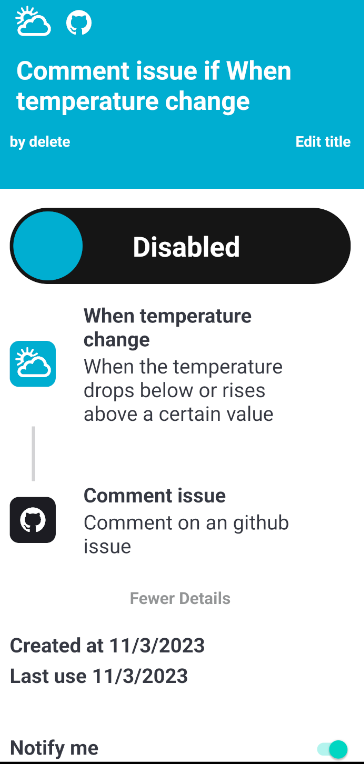 Comment issue if When
temperature change
by delete
Edit title
Disabled
When temperature
change
When the temperature
drops below or rises
above a certain value
Comment issue
Comment on an github
issue
Fewer Details
Created at 11/3/2023
Last use 11/3/2023
Notify me